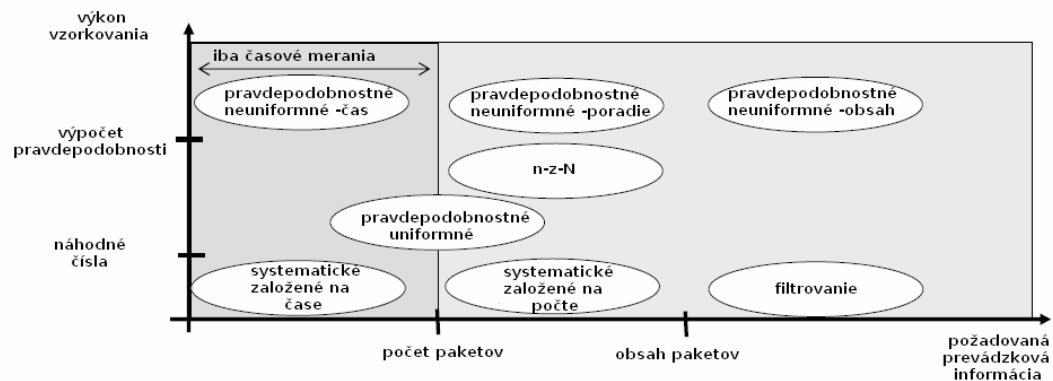 výkon
vzorkovania
iba časové merania
pravdepodobnostné
neuniformné -čas
pravdepodobnostné
neuniformné -poradie
pravdepodobnostné
neuniformné -obsah
výpočet
pravdepodobnosti
n-z-N
pravdepodobnostné
uniformné
náhodné
čísla
systematické
založené na
čase
systematické
založené na
počte
filtrovanie
počet paketov
obsah paketov
požadovaná
prevádzková
informácia